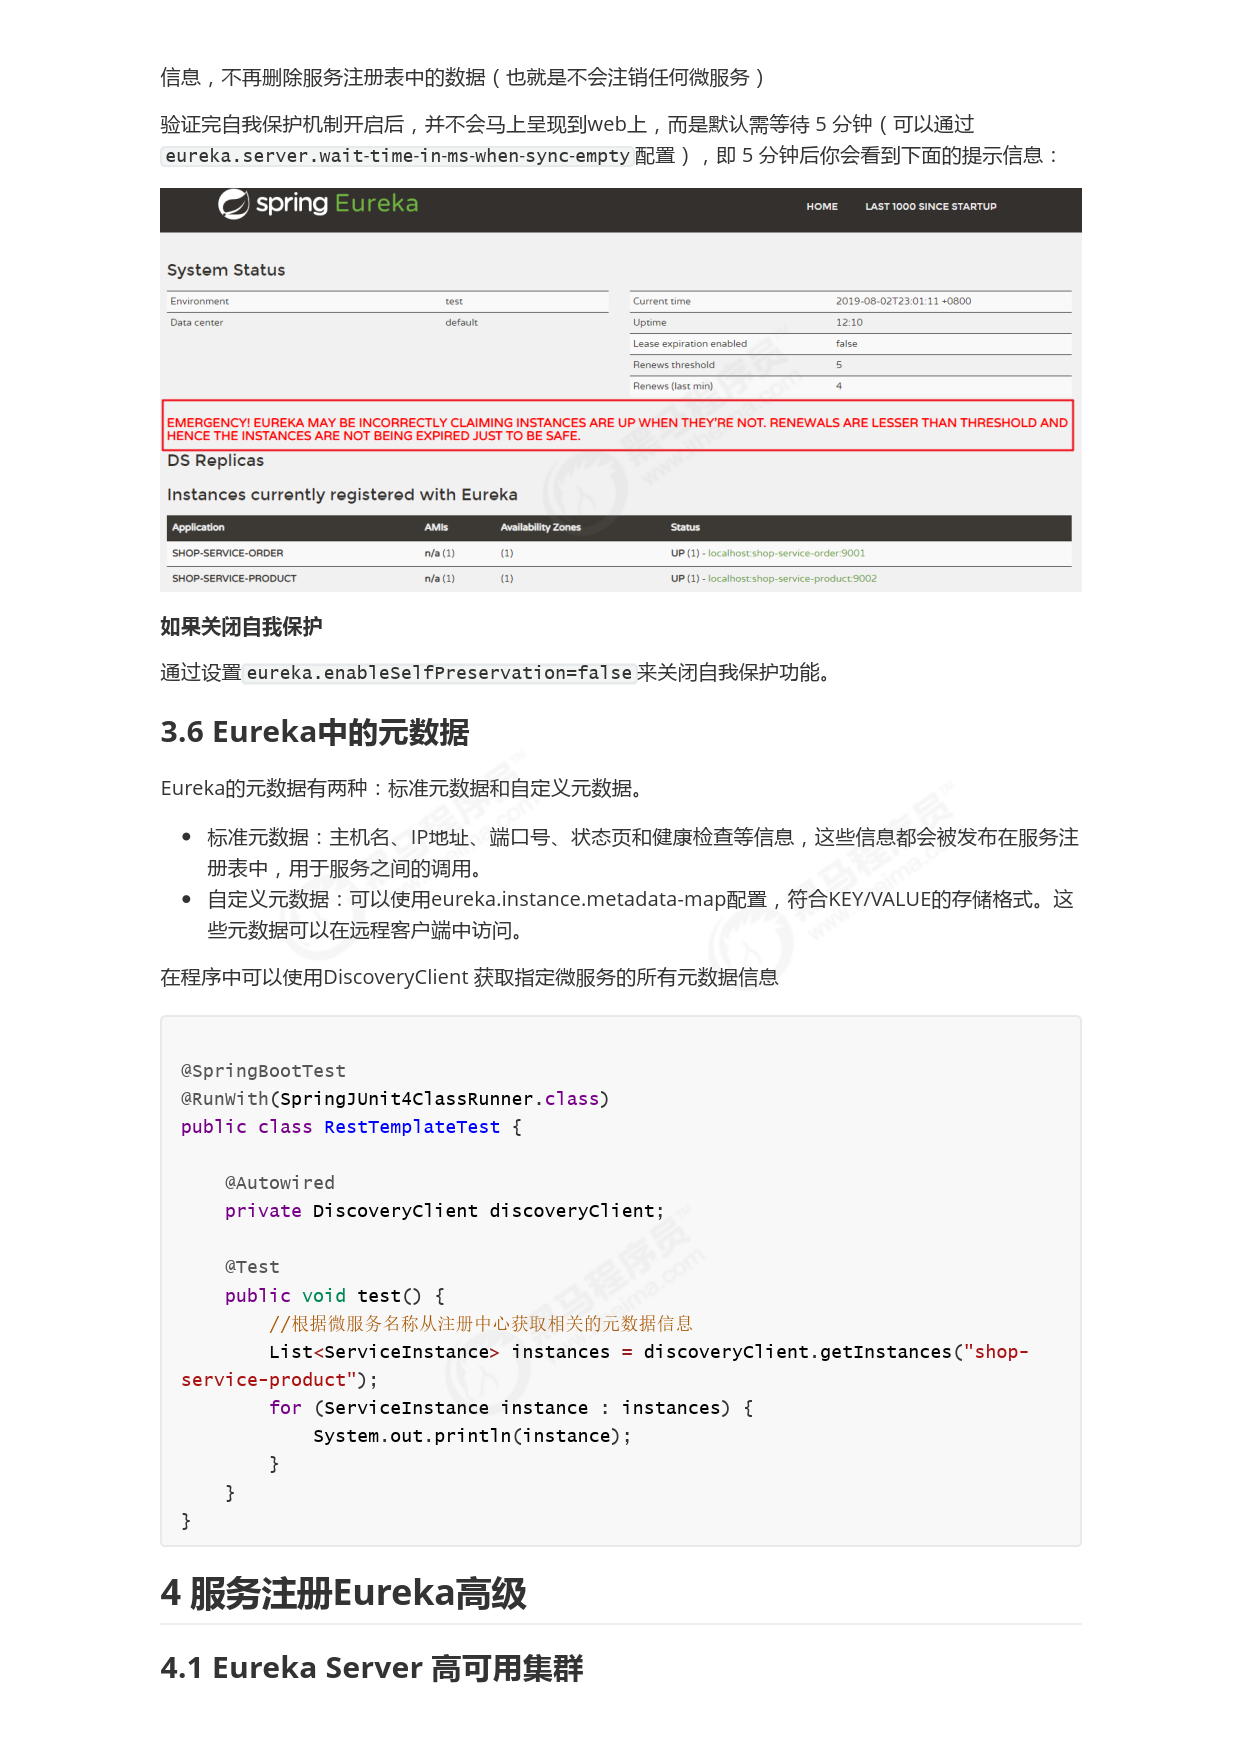 信息，不再删除服务注册表中的数据（也就是不会注销任何微服务）
验证完自我保护机制开启后，并不会马上呈现到web上，而是默认需等待 5 分钟（可以通过
eureka.server.wait-time-in-ms-when-sync-empty配置），即 5 分钟后你会看到下面的提示信息：
spring Eureka HOME LAST 1000 SINCE STARTUP
System Status
Environment test Current time 2019-08-02T23:01:11 +0800
Data center default Uptime 12:10
Lease expiration enabled false
Renews threshold 5
Renews (last min) 4
EMERGENCY! EUREKA MAY BE INCORRECTLY CLAIMING INSTANCES ARE UP WHEN THEY'RE NOT. RENEWALS ARE LESSER THAN THRESHOLD AND
HENCE THE INSTANCES ARE NOT BEING EXPIRED JUST TO BE SAFE.
DS Replicas
Instances currently registered with Eureka
Application AMIs Availability Zones Status
SHOP-SERVICE-ORDER n/a (1) (1) UP (1) - localhost:shop-service-order:9001
SHOP-SERVICE-PRODUCT n/a (1) (1) UP (1) - localhost:shop-service-product:9002
如果关闭自我保护
通过设置eureka.enableSelfPreservation=false来关闭自我保护功能。
3.6 Eureka中的元数据
Eureka的元数据有两种：标准元数据和自定义元数据。
标准元数据：主机名、IP地址、端口号、状态页和健康检查等信息，这些信息都会被发布在服务注
册表中，用于服务之间的调用。
自定义元数据：可以使用eureka.instance.metadata-map配置，符合KEY/VALUE的存储格式。这
些元数据可以在远程客户端中访问。
在程序中可以使用DiscoveryClient 获取指定微服务的所有元数据信息
@SpringBootTest
@RunWith(SpringJUnit4ClassRunner.class)
public class RestTemplateTest {
@Autowired
private DiscoveryClient discoveryClient;
@Test
public void test() {
//根据微服务名称从注册中心获取相关的元数据信息
List<ServiceInstance> instances = discoveryClient.getInstances("shop-
service-product");
for (ServiceInstance instance : instances) {
System.out.println(instance);
}
}
}
4 服务注册Eureka高级
4.1 Eureka Server 高可用集群